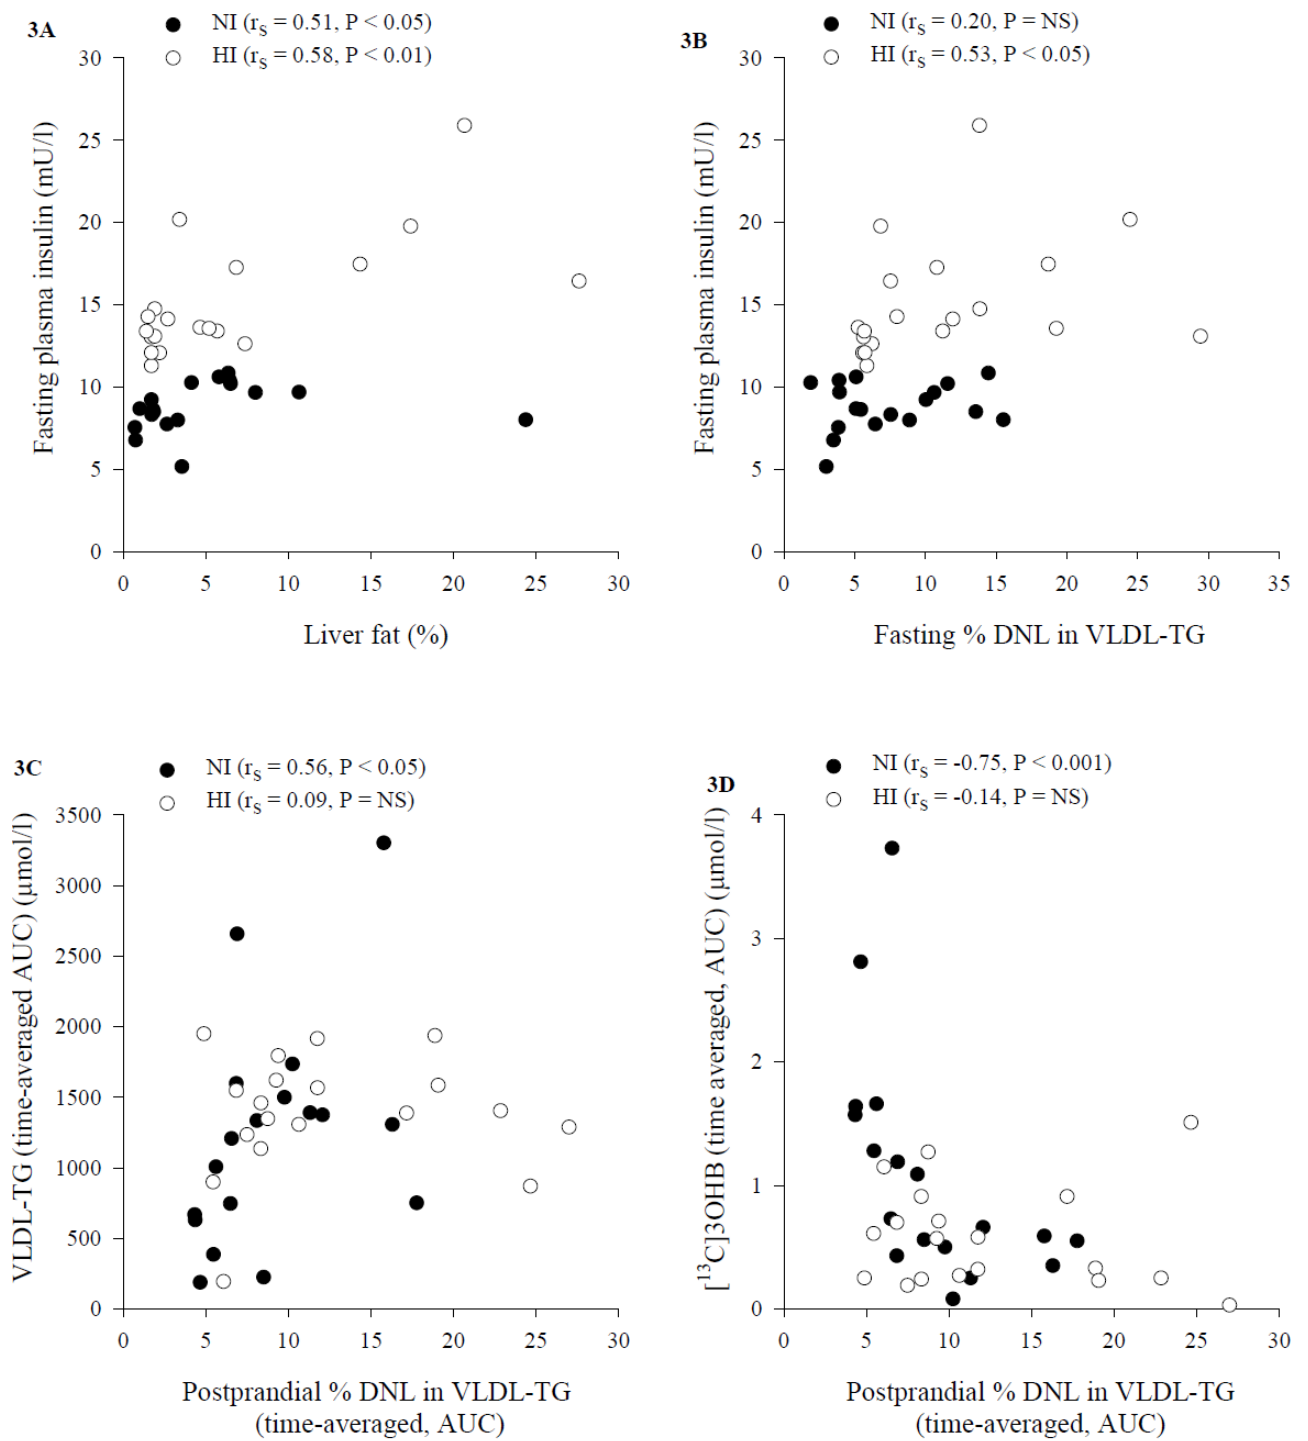 3A
NI (rS = 0.51, P < 0.05)
HI (rS = 0.58, P < 0.01)
Fasting plasma insulin (mU/l)
30
25
20
15
10
5
0
0 5 10 15 20 25 30
Liver fat (%)
3B
NI (rS = 0.20, P = NS)
HI (rS = 0.53, P < 0.05)
Fasting plasma insulin (mU/l)
30
25
20
15
10
5
0
0 5 10 15 20 25 30 35
Fasting % DNL in VLDL-TG
3C
NI (rS = 0.56, P < 0.05)
HI (rS = 0.09, P = NS)
VLDL-TG (time-averaged AUC) (µmol/l)
3500
3000
2500
2000
1500
1000
500
0
0 5 10 15 20 25 30
Postprandial % DNL in VLDL-TG
(time-averaged, AUC)
3D
NI (rS = -0.75, P < 0.001)
HI (rS = -0.14, P = NS)
[13C]3OHB (time averaged, AUC) (µmol/l)
4
3
2
1
0
0 5 10 15 20 25 30
Postprandial % DNL in VLDL-TG
(time-averaged, AUC)